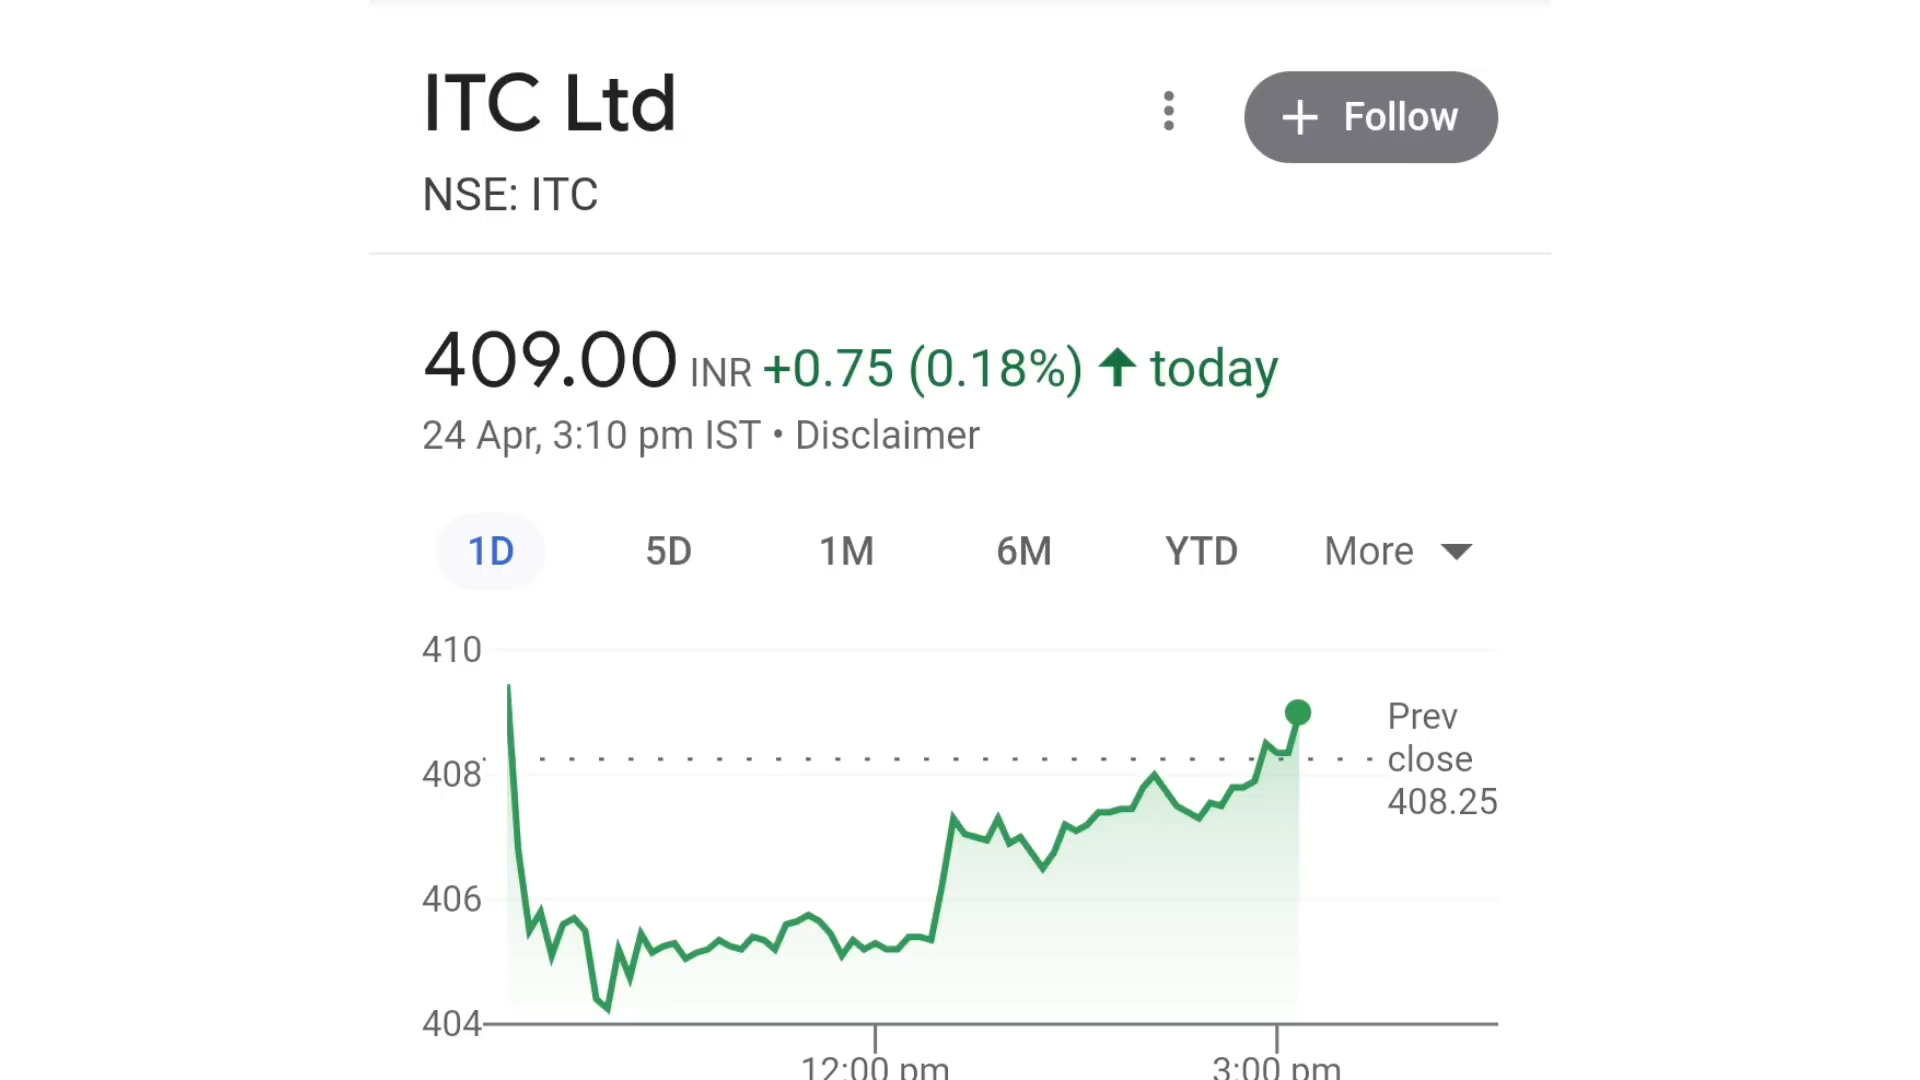 ITC Ltd
+ Follow
NSE: ITC
409.00 INR +0.75 (0.18%) ↑ today
24 Apr, 3:10 pm IST • Disclaimer
1D 5D 1M 6M YTD More
410
408
406
404
Prev
close
408.25
12:00 pm 3:00 pm